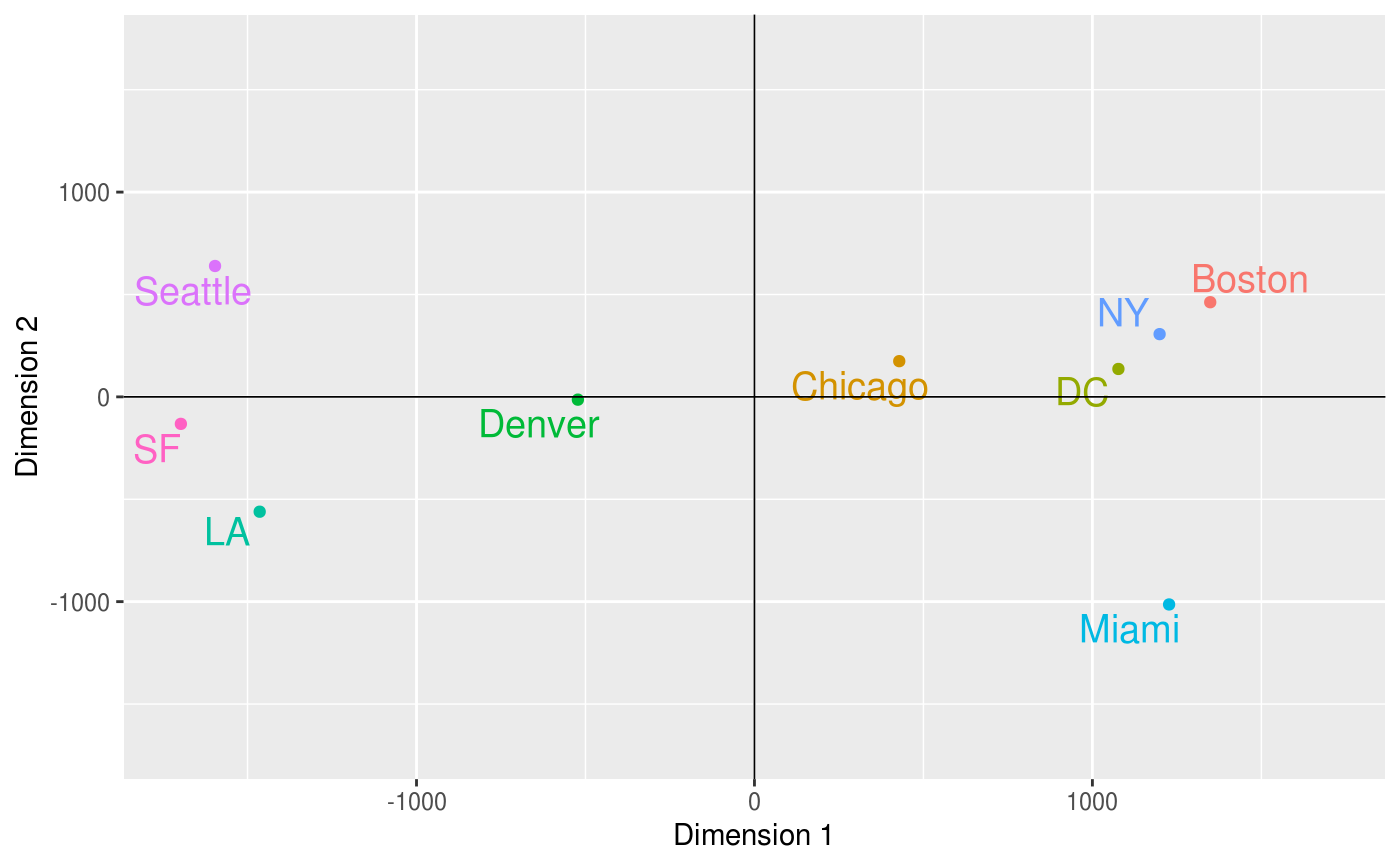 1000
0
-1000
Dimension 2
Seattle
SF
LA
Denver
Chicago
NY
DC
Boston
Miami
-1000
0
1000
Dimension 1